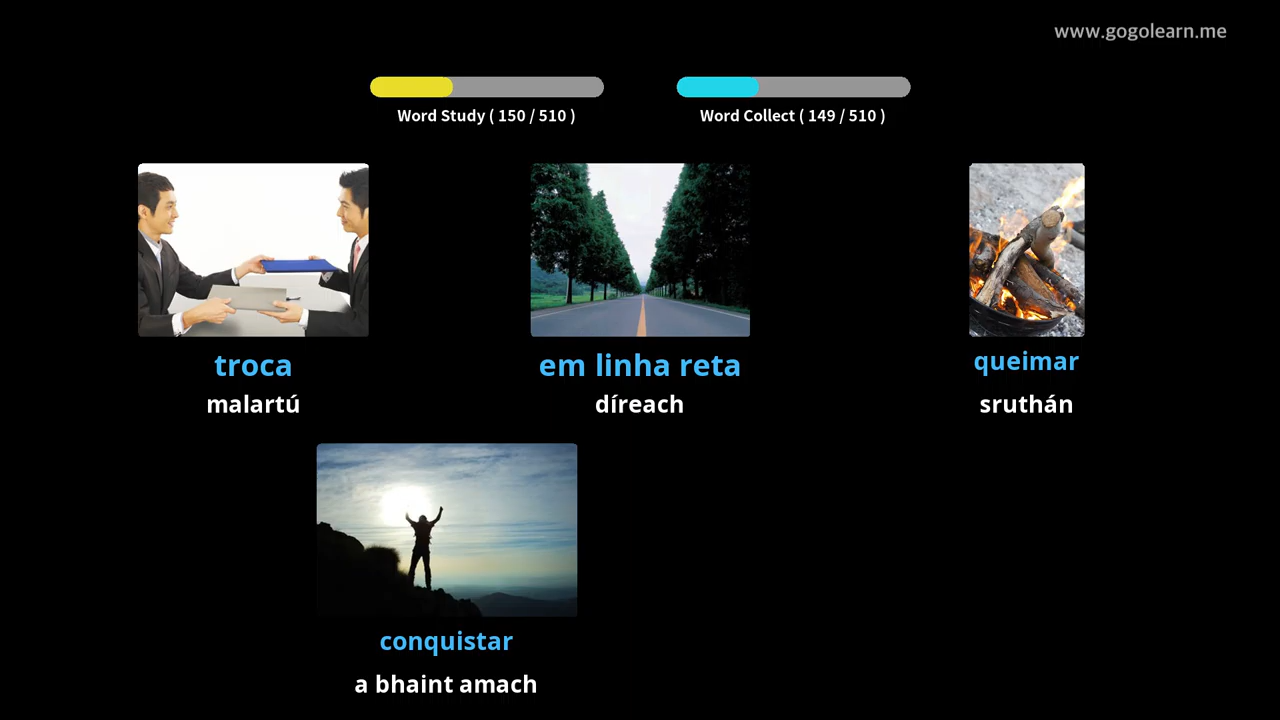 www.gogolearn.me
Word Study ( 150 / 510 )
Word Collect ( 149 / 510 )
troca
malartú
em linha reta
díreach
queimar
sruthán
conquistar
a bhaint amach